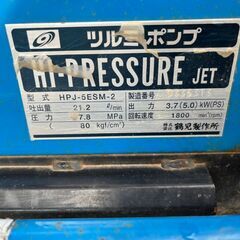 ツルミポンプ
HI-PRESSURE JET
型式 HPJ-5ESM-2 製造番号
吐出量 21.2 ℓ/min 出力 3.7(5.0)kW(PS)
圧力 7.8 MPa 回転速度 1800 min⁻¹(rpm)
( 80 kgf/cm²) 株式会社 鶴見製作所